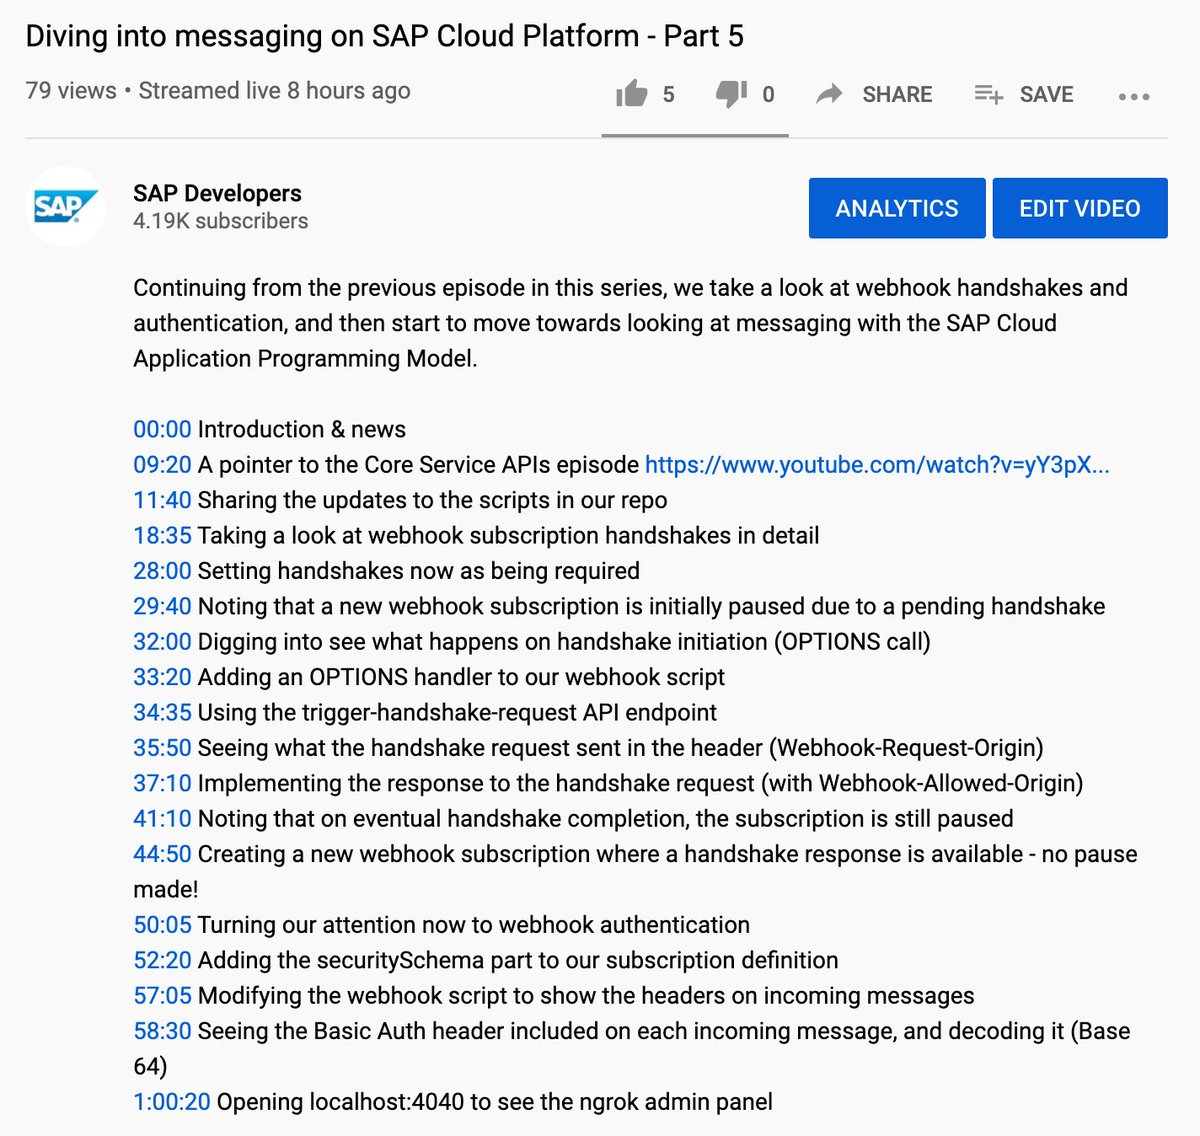 Diving into messaging on SAP Cloud Platform - Part 5
79 views • Streamed live 8 hours ago
5
0
SHARE
SAVE
SAP
SAP Developers
4.19K subscribers
ANALYTICS
EDIT VIDEO
Continuing from the previous episode in this series, we take a look at webhook handshakes and
authentication, and then start to move towards looking at messaging with the SAP Cloud
Application Programming Model.
00:00 Introduction & news
09:20 A pointer to the Core Service APIs episode https://www.youtube.com/watch?v=yY3pX...
11:40 Sharing the updates to the scripts in our repo
18:35 Taking a look at webhook subscription handshakes in detail
28:00 Setting handshakes now as being required
29:40 Noting that a new webhook subscription is initially paused due to a pending handshake
32:00 Digging into see what happens on handshake initiation (OPTIONS call)
33:20 Adding an OPTIONS handler to our webhook script
34:35 Using the trigger-handshake-request API endpoint
35:50 Seeing what the handshake request sent in the header (Webhook-Request-Origin)
37:10 Implementing the response to the handshake request (with Webhook-Allowed-Origin)
41:10 Noting that on eventual handshake completion, the subscription is still paused
44:50 Creating a new webhook subscription where a handshake response is available - no pause
made!
50:05 Turning our attention now to webhook authentication
52:20 Adding the securitySchema part to our subscription definition
57:05 Modifying the webhook script to show the headers on incoming messages
58:30 Seeing the Basic Auth header included on each incoming message, and decoding it (Base
64)
1:00:20 Opening localhost:4040 to see the ngrok admin panel